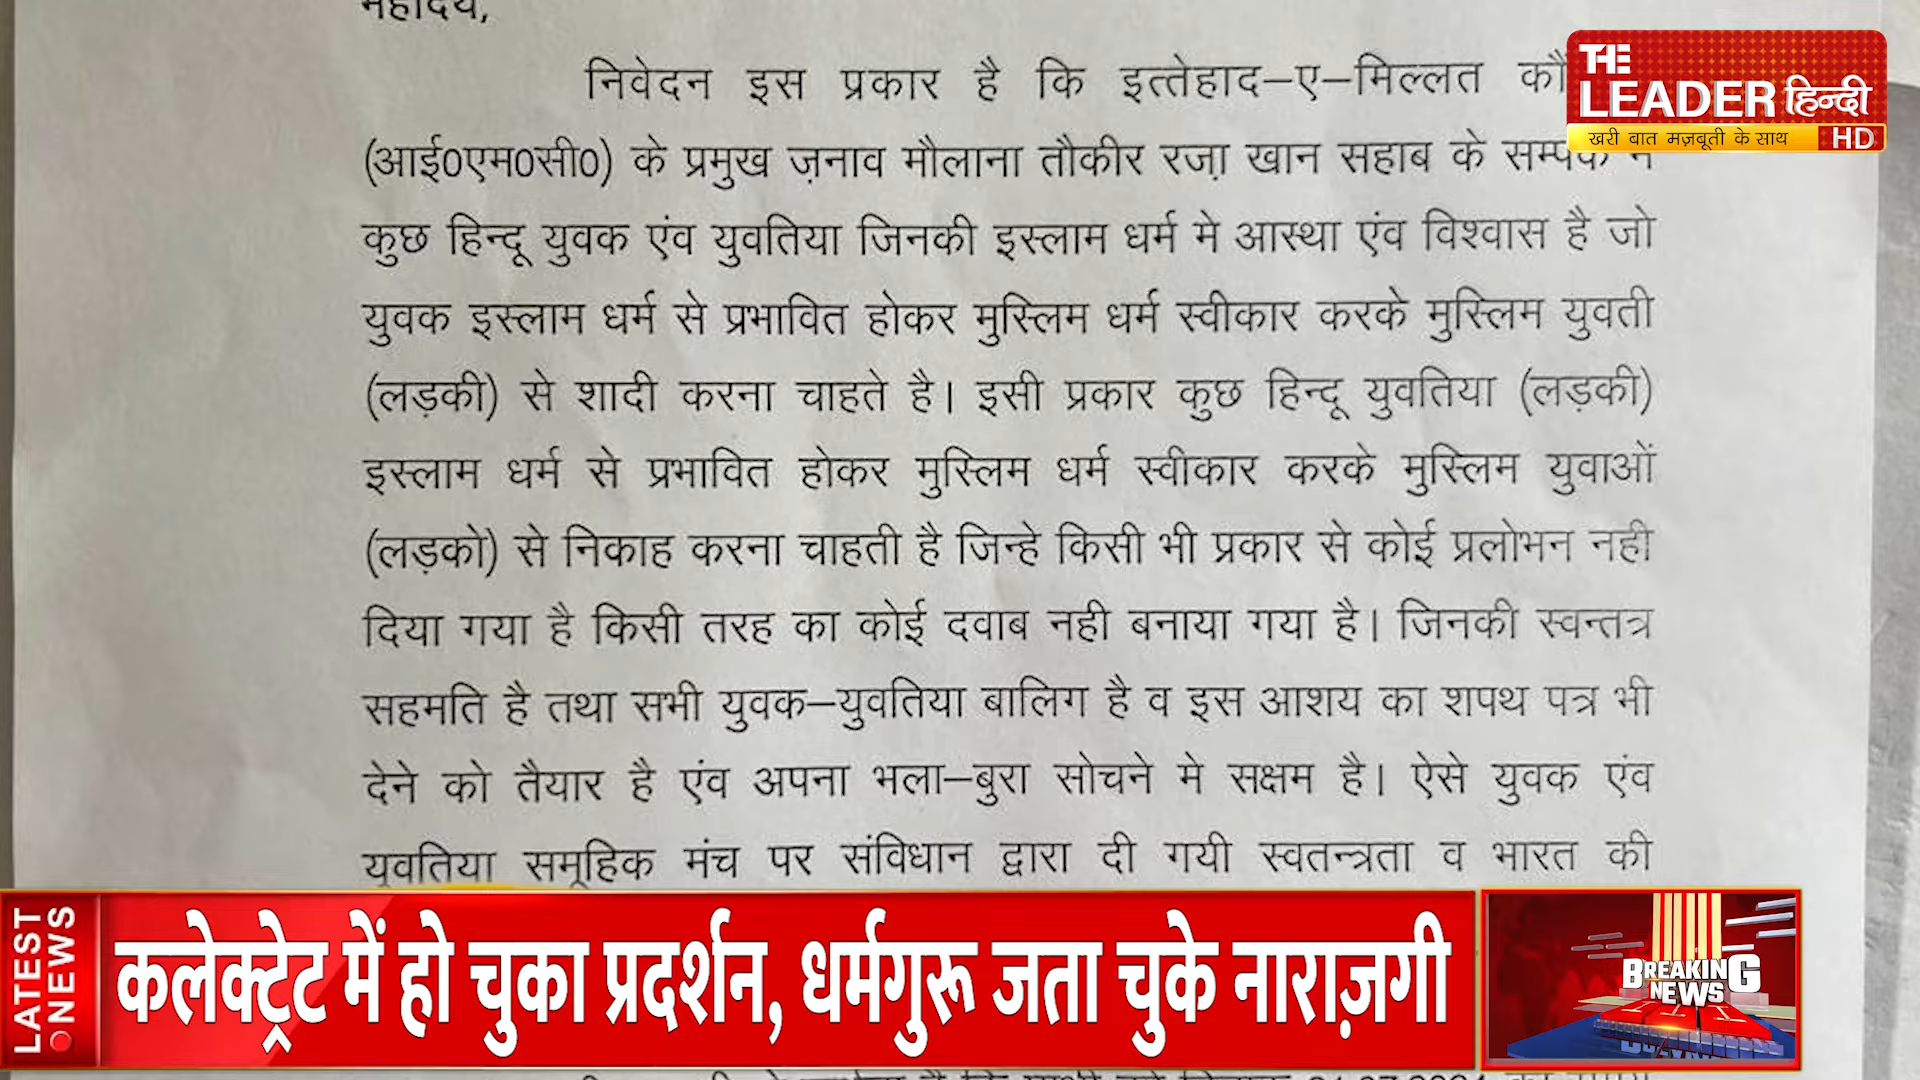 महोदय,
निवेदन इस प्रकार है कि इत्तेहाद–ए–मिल्लत
(आई0एम0सी0) के प्रमुख ज़नाव मौलाना तौकीर रज़ा खान सहाब के सम्पर्क में
कुछ हिन्दू युवक एंव युवतिया जिनकी इस्लाम धर्म मे आस्था एंव विश्वास है जो
युवक इस्लाम धर्म से प्रभावित होकर मुस्लिम धर्म स्वीकार करके मुस्लिम युवती
(लड़की) से शादी करना चाहते है। इसी प्रकार कुछ हिन्दू युवतिया (लड़की)
इस्लाम धर्म से प्रभावित होकर मुस्लिम धर्म स्वीकार करके मुस्लिम युवाओं
(लड़को) से निकाह करना चाहती है जिन्हे किसी भी प्रकार से कोई प्रलोभन नही
दिया गया है किसी तरह का कोई दवाब नही बनाया गया है। जिनकी स्वन्तत्र
सहमति है तथा सभी युवक–युवतिया बालिग है व इस आशय का शपथ पत्र भी
देने को तैयार है एंव अपना भला–बुरा सोचने मे सक्षम है। ऐसे युवक एंव
युवतिया समूहिक मंच पर संविधान द्वारा दी गयी स्वतन्त्रता व भारत की
THE
LEADER हिन्दी
खरी बात मज़बूती के साथ HD
LATEST
NEWS
कलेक्ट्रेट में हो चुका प्रदर्शन, धर्मगुरू जता चुके नाराज़गी
BREAKING
NEWS